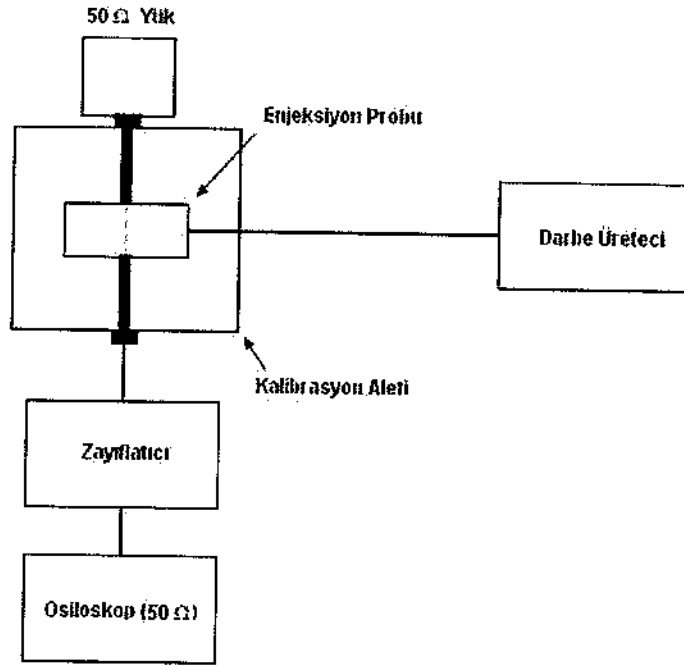 50 Ω Yük
Enjeksiyon Probu
Darbe Üreteci
Kalibrasyon Aleti
Zayıflatıcı
Osiloskop (50 Ω)